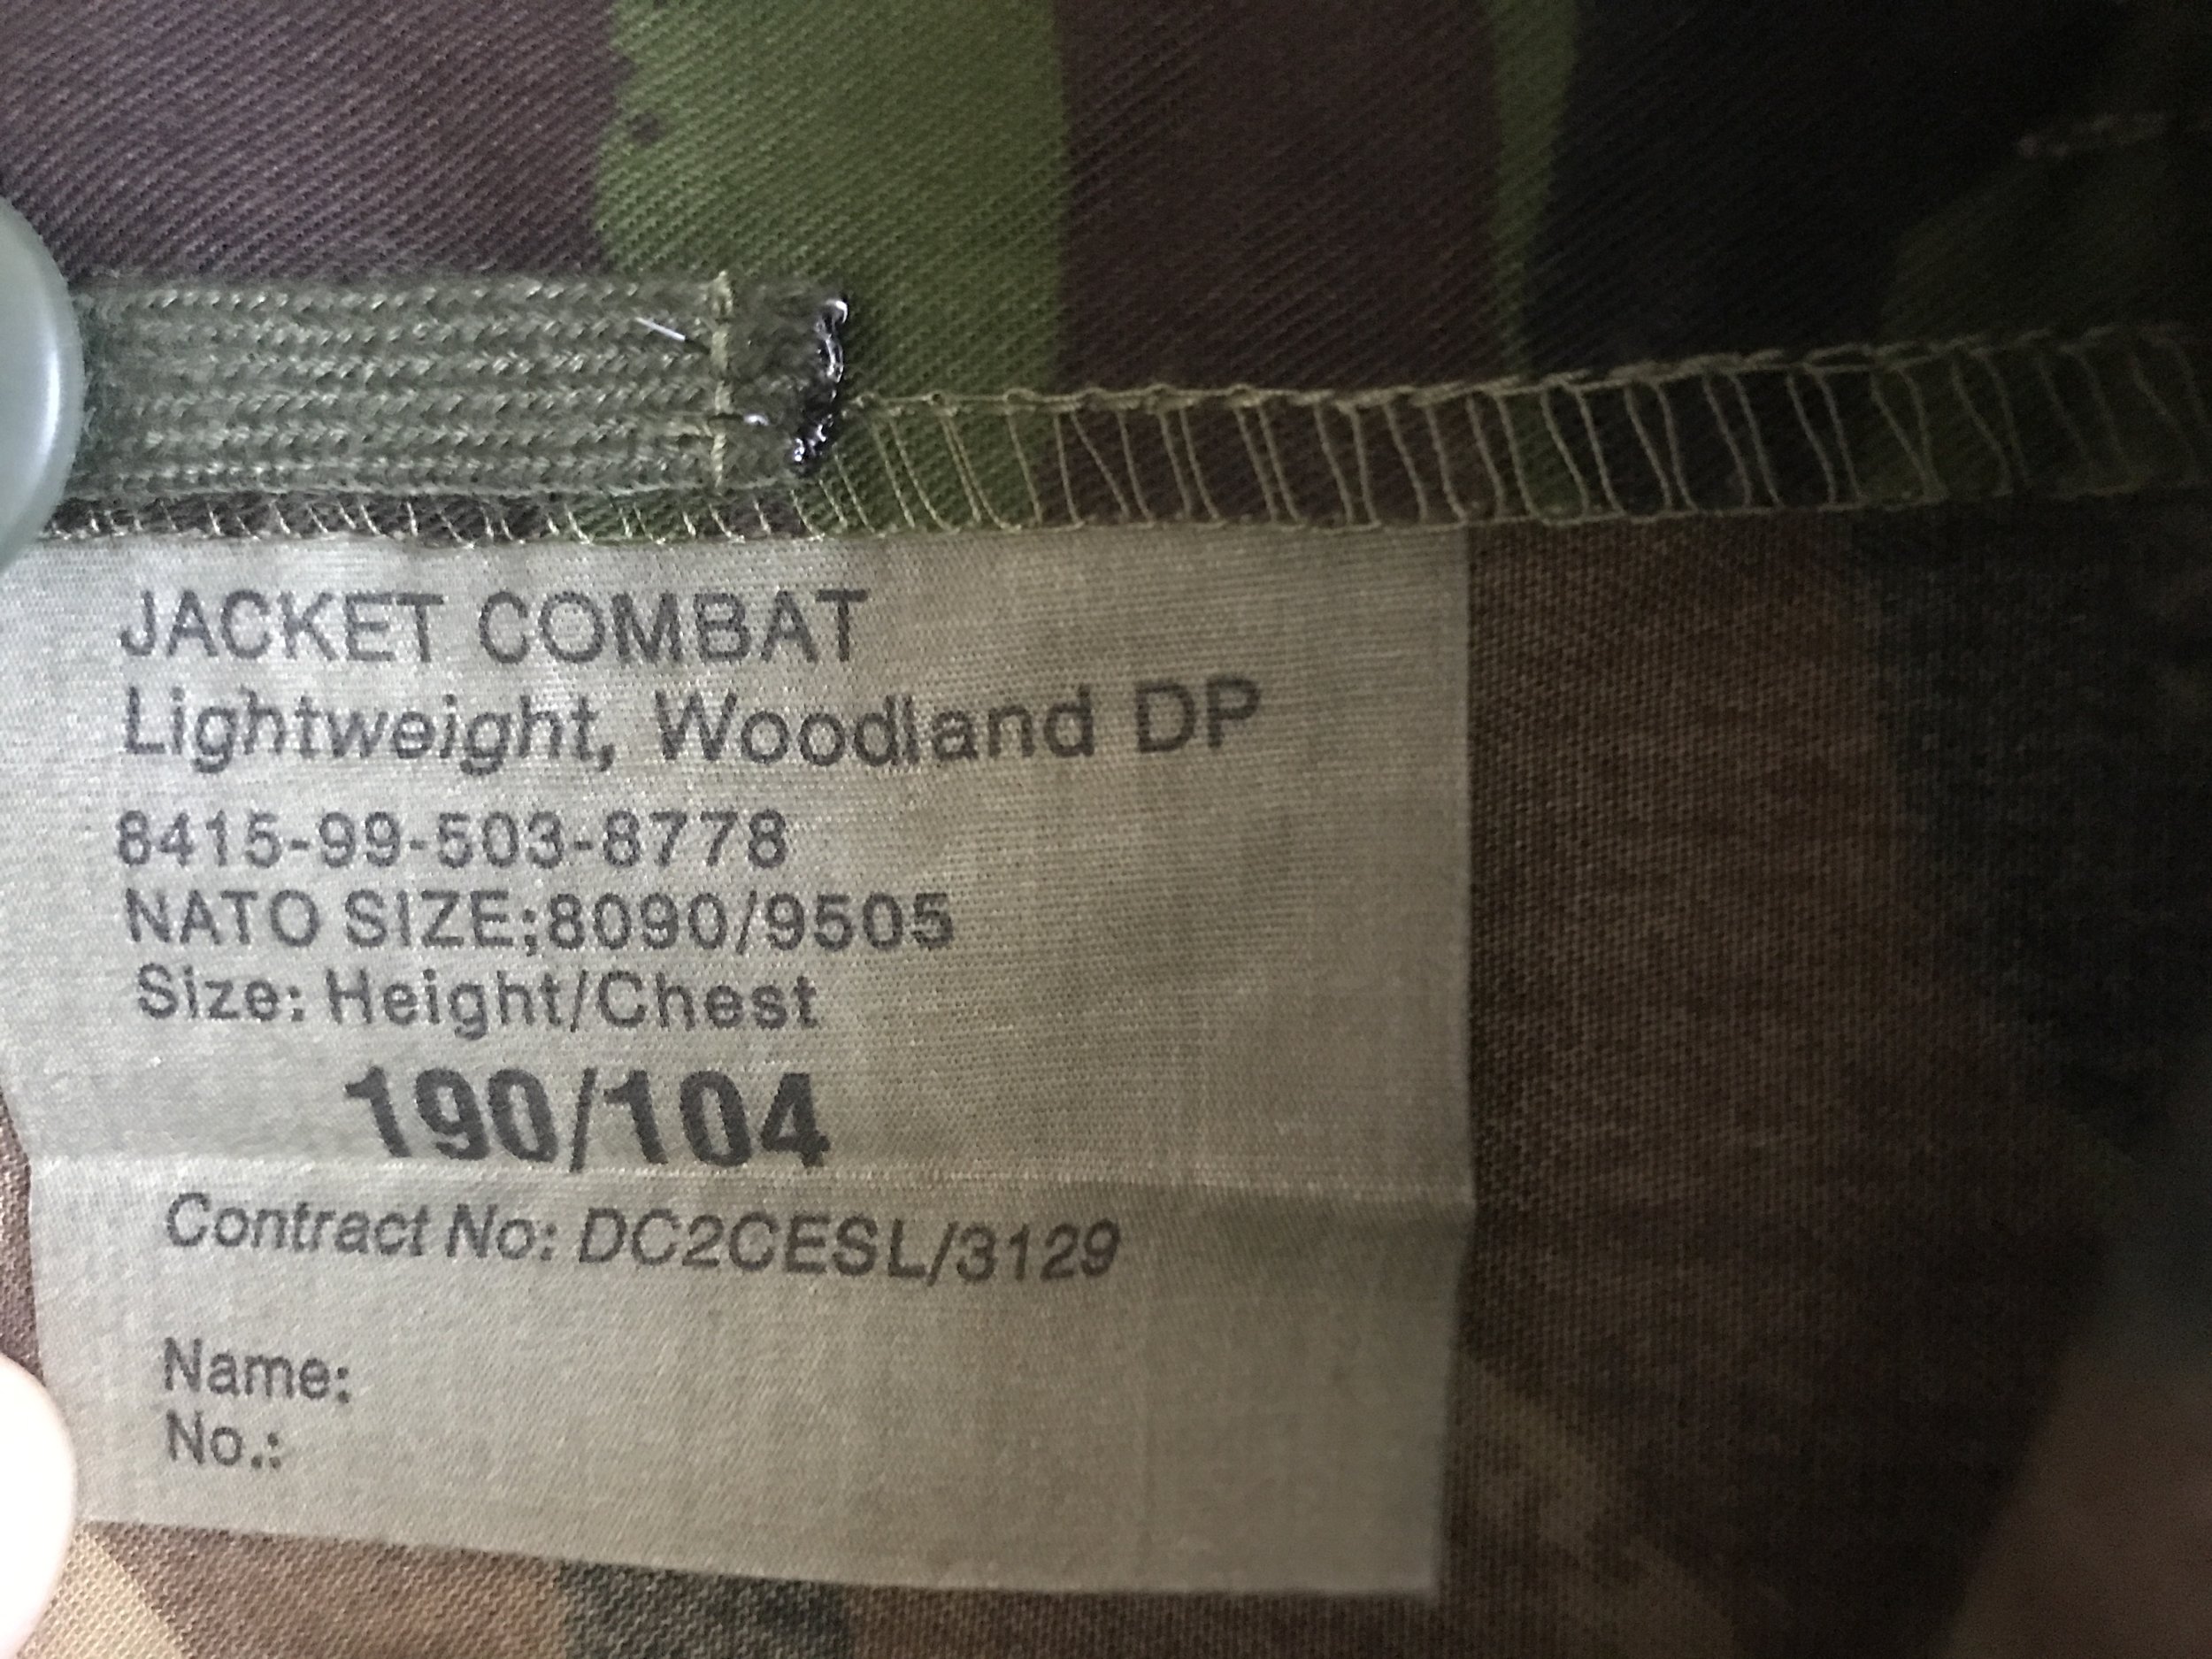 JACKET COMBAT
Lightweight, Woodland DP
8415-99-503-8778
NATO SIZE;8090/9505
Size: Height/Chest
190/104
Contract No: DC2CESL/3129
Name:
No.: